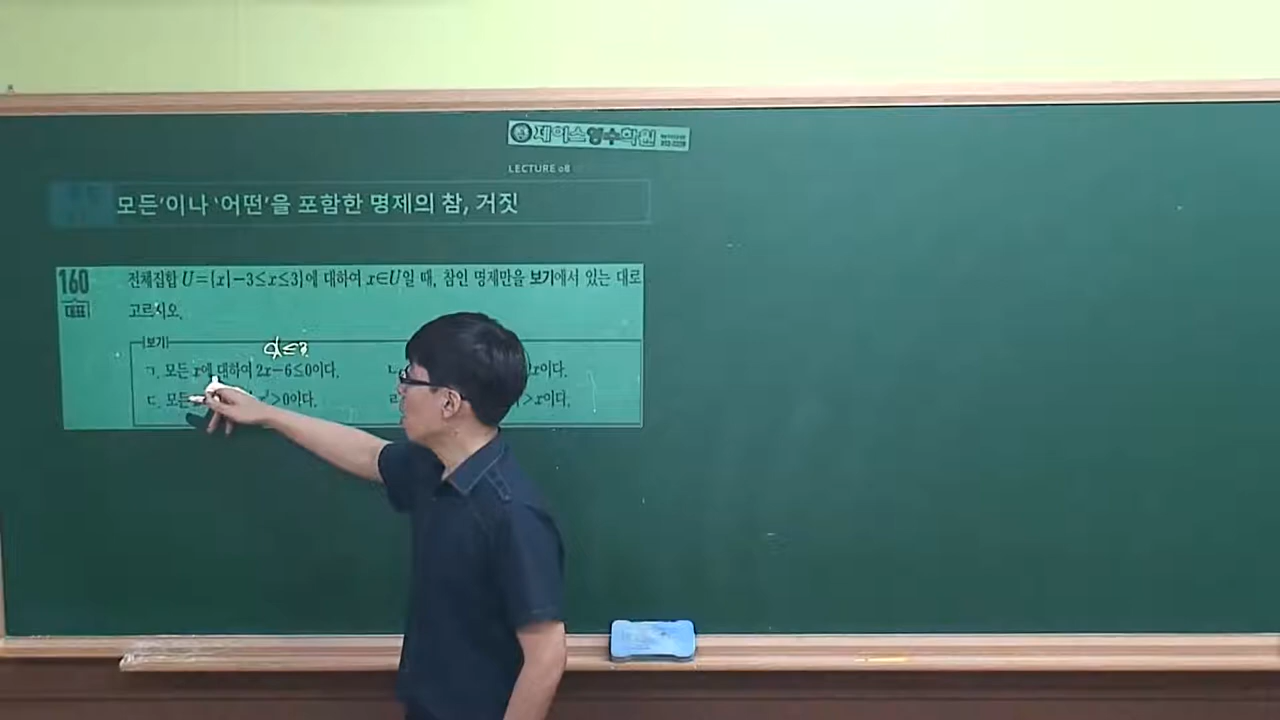 제이스영수학원
LECTURE 08
모든'이나 '어떤'을 포함한 명제의 참, 거짓
160
대표
전체집합 U={x|-3≤x≤3}에 대하여 x∈U일 때, 참인 명제만을 보기에서 있는 대로
고르시오.
보기
x≤3
ㄱ. 모든 x에 대하여 2x-6≤0이다.
x이다.
ㄷ. 모든 x²>0이다.
>x이다.